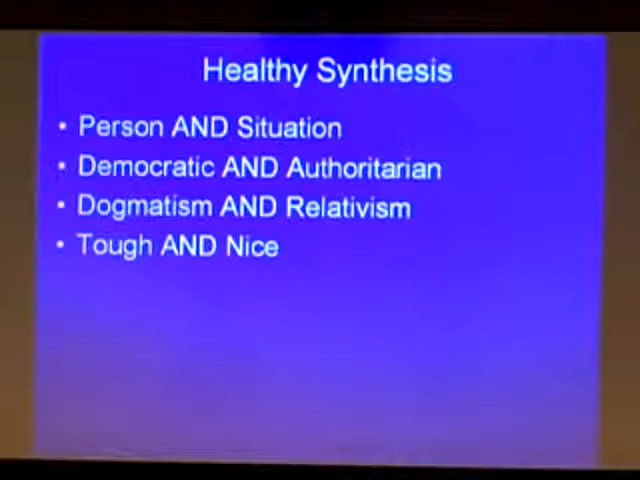 Healthy Synthesis
• Person AND Situation
• Democratic AND Authoritarian
• Dogmatism AND Relativism
• Tough AND Nice